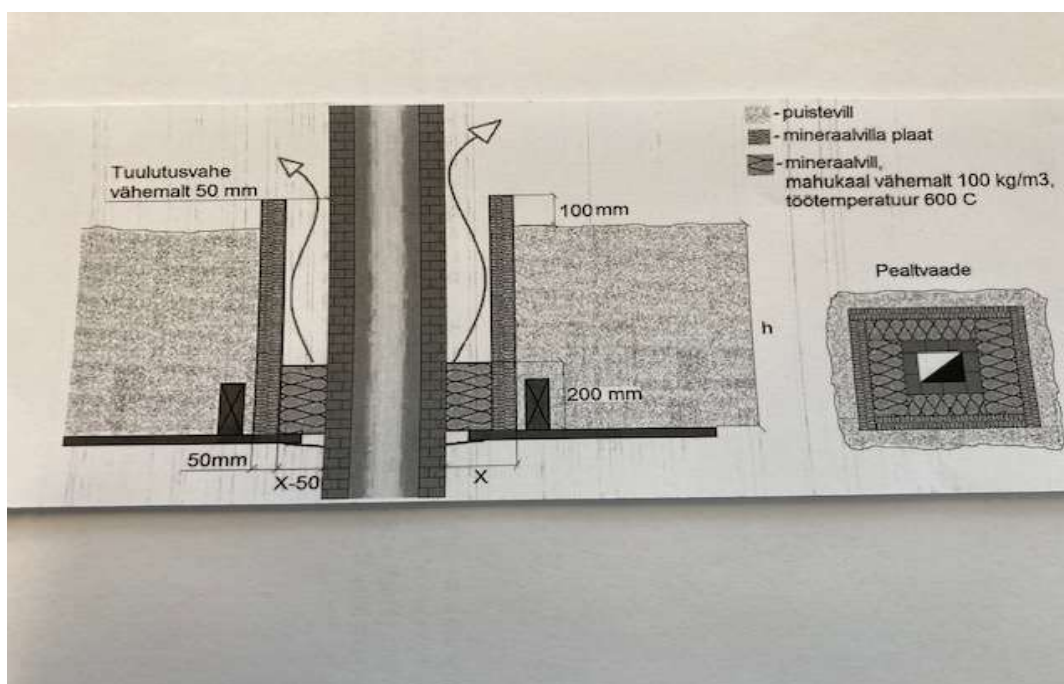 Tuulutusvahe
vähemalt 50 mm
100 mm
h
200 mm
50mm
X-50
X
- puistevill
- mineraalvilla plaat
- mineraalvill,
mahukaal vähemalt 100 kg/m3,
töötemperatuur 600 C
Pealtvaade